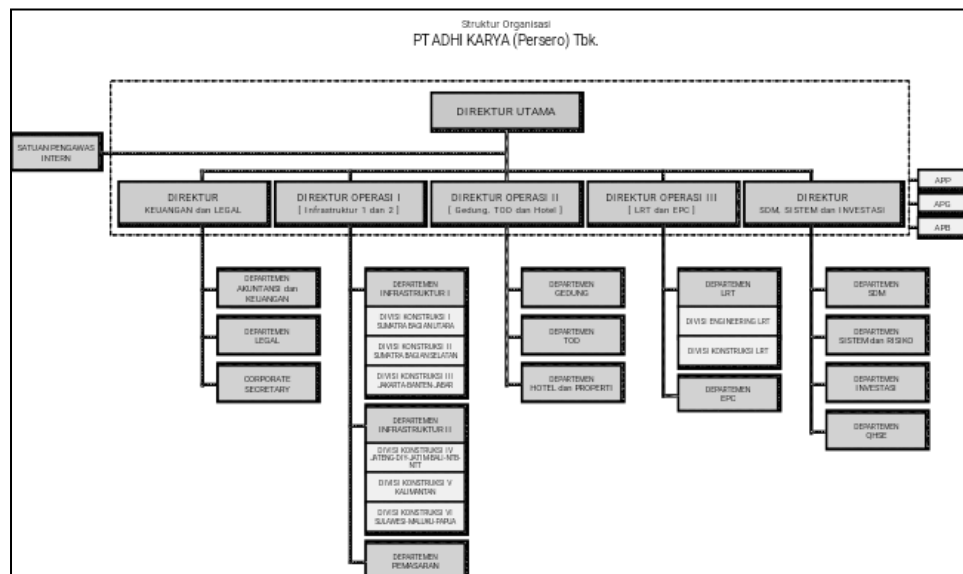 Struktur Organisasi
PT ADHI KARYA (Persero) Tbk.
DIREKTUR UTAMA
SATUAN PENGAWAS
INTERN
DIREKTUR
KEUANGAN dan LEGAL
DIREKTUR OPERASI I
[ Infrastruktur 1 dan 2 ]
DIREKTUR OPERASI II
[ Gedung, TOD dan Hotel ]
DIREKTUR OPERASI III
[ LRT dan EPC ]
DIREKTUR
SDM, SISTEM dan INVESTASI
APP
APG
APB
DEPARTEMEN
AKUNTANSI dan
KEUANGAN
DEPARTEMEN
LEGAL
CORPORATE
SECRETARY
DEPARTEMEN
INFRASTRUKTUR I
DIVISI KONSTRUKSI I
SUMATRA BAGIAN UTARA
DIVISI KONSTRUKSI II
SUMATRA BAGIAN SELATAN
DIVISI KONSTRUKSI III
JAKARTA-BANTEN-JABAR
DEPARTEMEN
INFRASTRUKTUR II
DIVISI KONSTRUKSI IV
JATENG-DIY-JATIM-BALI-NTB-
NTT
DIVISI KONSTRUKSI V
KALIMANTAN
DIVISI KONSTRUKSI VI
SULAWESI-MALUKU-PAPUA
DEPARTEMEN
PEMASARAN
DEPARTEMEN
GEDUNG
DEPARTEMEN
TOD
DEPARTEMEN
HOTEL dan PROPERTI
DEPARTEMEN
LRT
DIVISI ENGINEERING LRT
DIVISI KONSTRUKSI LRT
DEPARTEMEN
EPC
DEPARTEMEN
SDM
DEPARTEMEN
SISTEM dan RISIKO
DEPARTEMEN
INVESTASI
DEPARTEMEN
QHSE